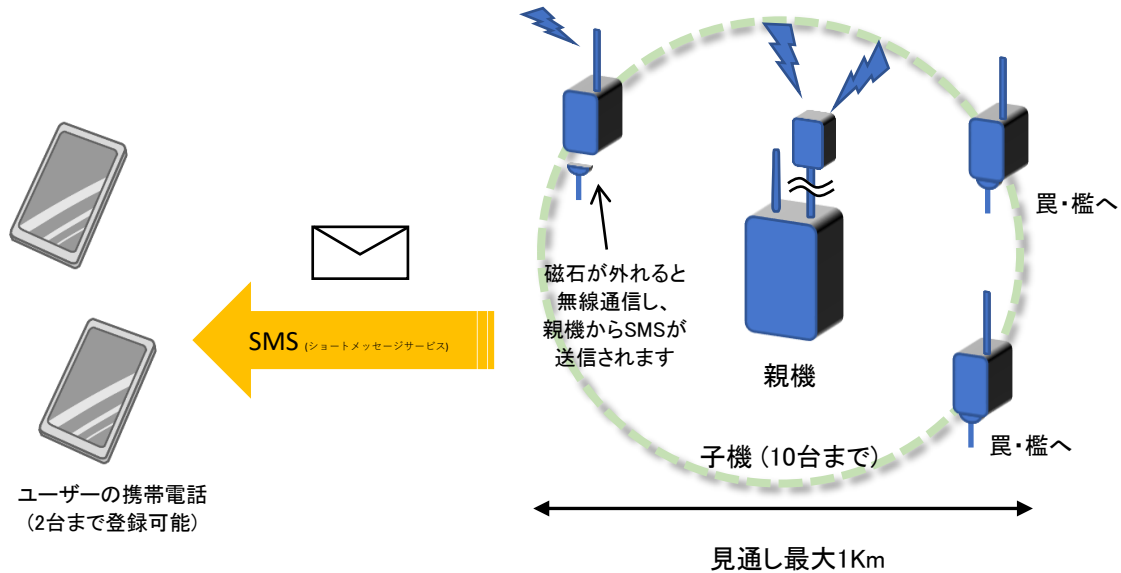 罠・檻へ
磁石が外れると
無線通信し、
親機からSMSが
送信されます
SMS (ショートメッセージサービス)
親機
罠・檻へ
子機 (10台まで)
ユーザーの携帯電話
(2台まで登録可能)
見通し最大1Km